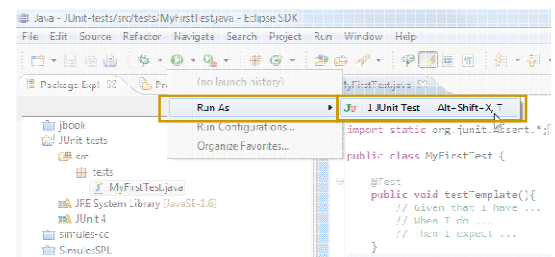 Java - JUnit-tests/src/tests/MyFirstTest.java - Eclipse SDK
File Edit Source Refactor Navigate Search Project Run Window Help
Package Expl
(no launch history)
MyFirstTest.java
Run As
JU 1 JUnit Test Alt-Shift-X, T
Run Configurations...
Organize Favorites...
jbook
JUnit-tests
src
tests
MyFirstTest.java
JRE System Library [JavaSE-1.6]
JUnit 4
simules-cc
SimulesSPL
import static org.junit.Assert.*;
public class MyFirstTest {
@Test
public void testTemplate(){
// Given that I have ...
// When I do ...
// Then I expect ...
}